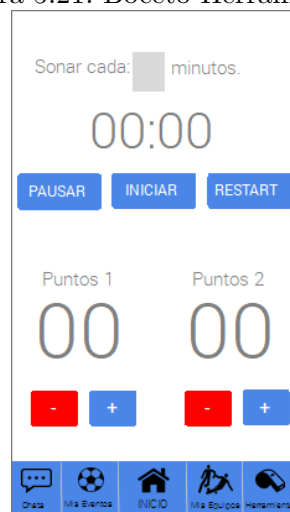 Sonar cada: minutos.
00:00
PAUSAR INICIAR RESTART
Puntos 1 Puntos 2
00 00
- + - +
Chats Mis Eventos INICIO Mis Equipos